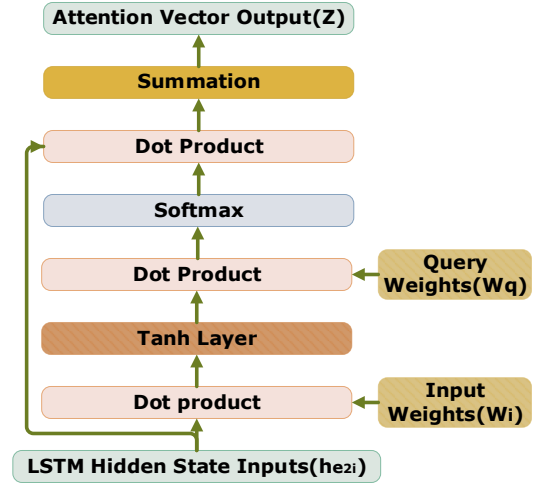 Attention Vector Output(Z)
Summation
Dot Product
Softmax
Dot Product
Query
Weights(Wq)
Tanh Layer
Dot product
Input
Weights(Wi)
LSTM Hidden State Inputs(he2i)